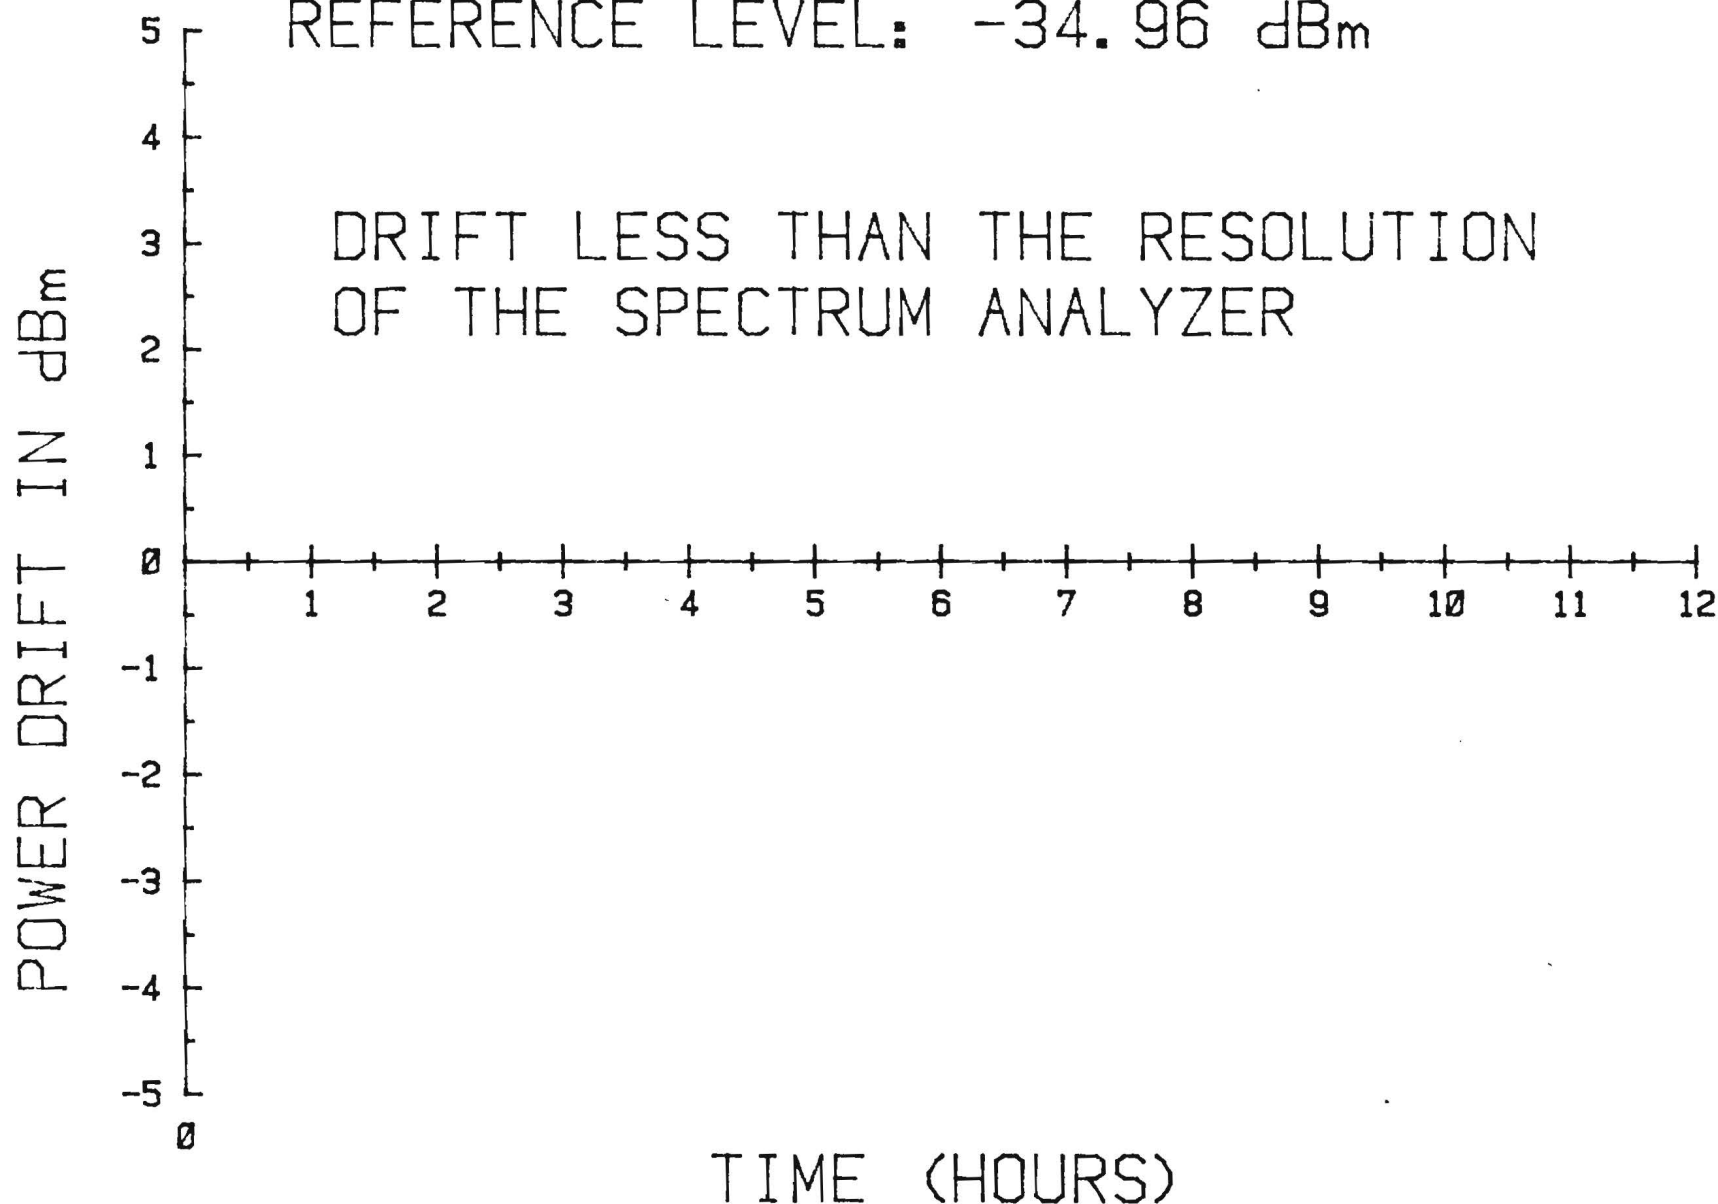 REFERENCE LEVEL: -34.96 dBm
5
4
DRIFT LESS THAN THE RESOLUTION
3
OF THE SPECTRUM ANALYZER
2
1
0
1 2 3 4 5 6 7 8 9 10 11 12
-1
-2
-3
-4
-5
0
POWER DRIFT IN dBm
TIME (HOURS)